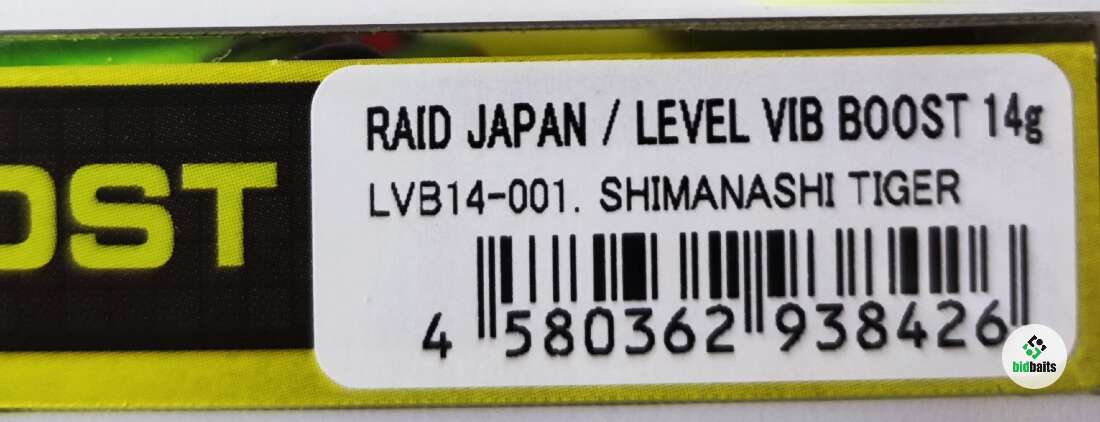 OST
RAID JAPAN / LEVEL VIB BOOST 14g
LVB14-001. SHIMANASHI TIGER
4 580362 938426
bidbaits